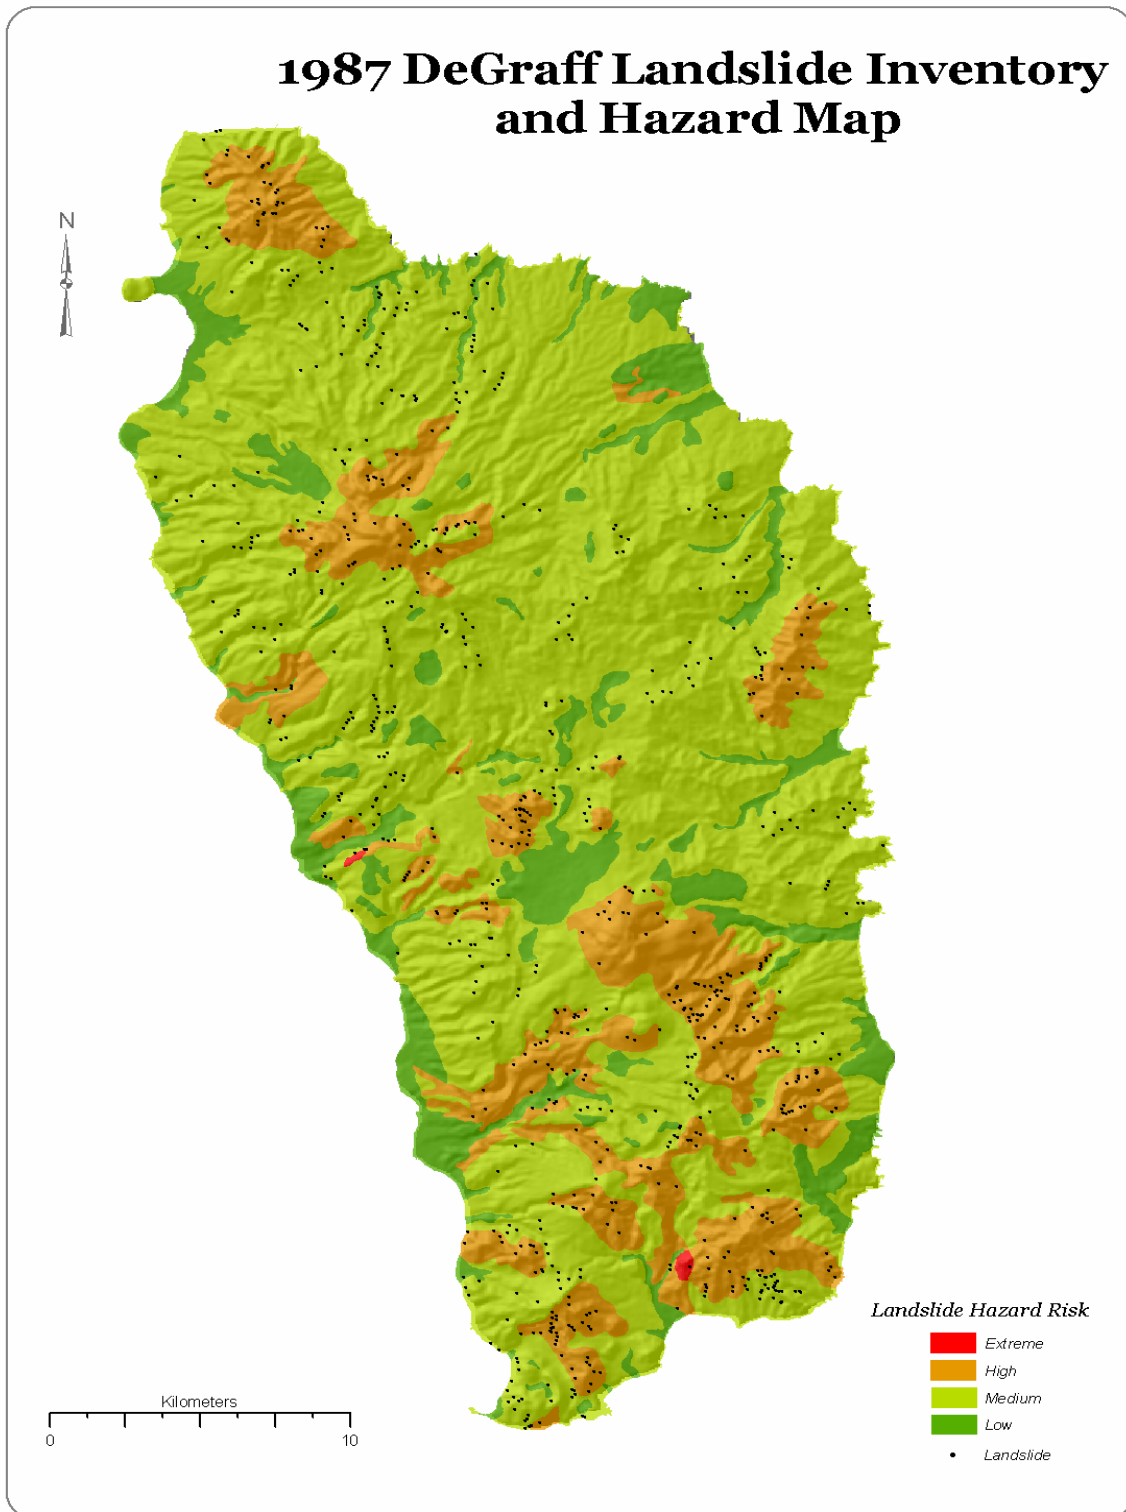 1987 DeGraff Landslide Inventory
and Hazard Map
N
Landslide Hazard Risk
Extreme
High
Medium
Low
Landslide
Kilometers
0 10